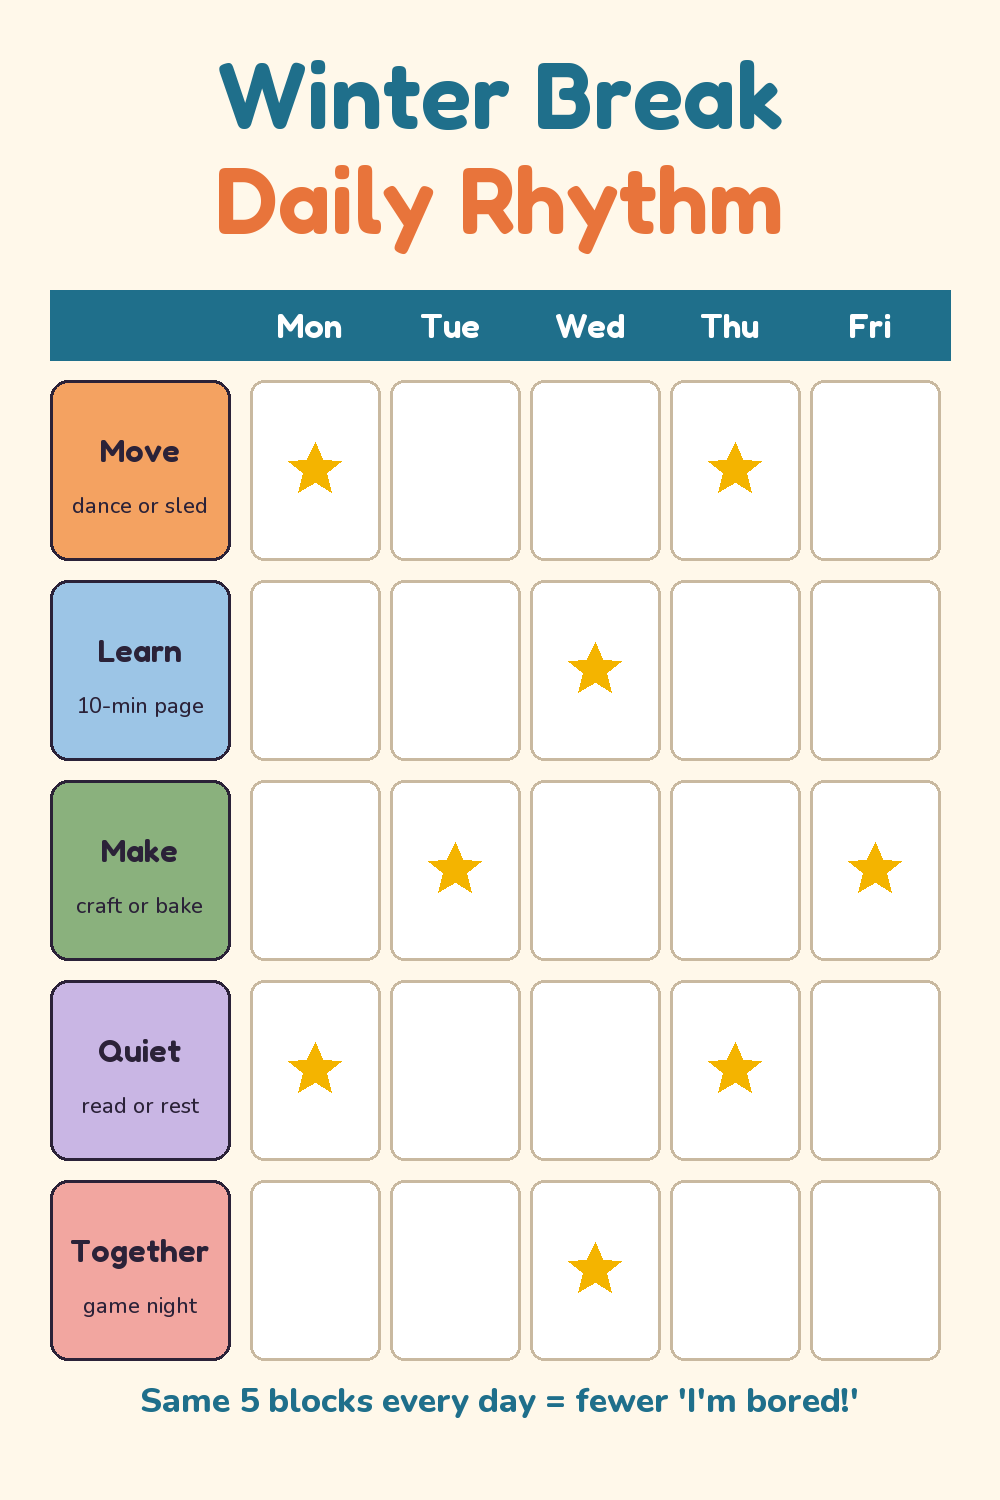 Winter Break
Daily Rhythm
Mon Tue Wed Thu Fri
Move
dance or sled
Learn
10-min page
Make
craft or bake
Quiet
read or rest
Together
game night
Same 5 blocks every day = fewer 'I'm bored!'